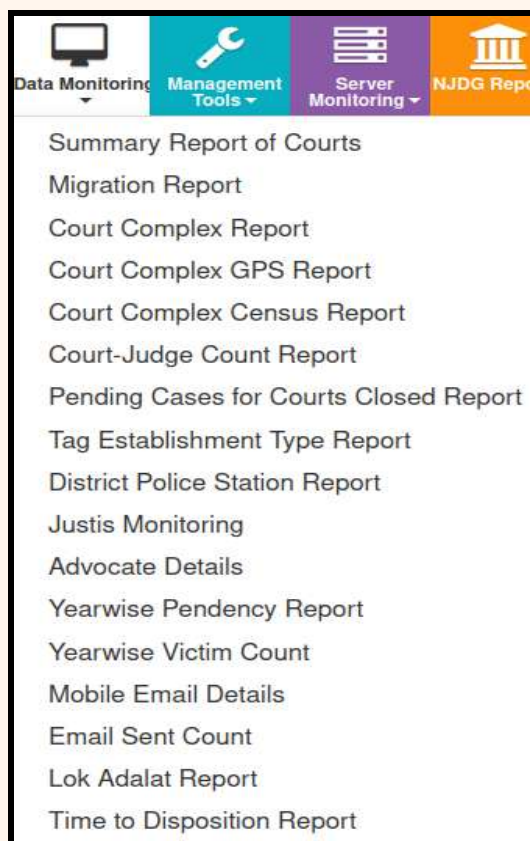 Data Monitoring
Management
Tools
Server
Monitoring
NJDG
Summary Report of Courts
Migration Report
Court Complex Report
Court Complex GPS Report
Court Complex Census Report
Court-Judge Count Report
Pending Cases for Courts Closed Report
Tag Establishment Type Report
District Police Station Report
Justis Monitoring
Advocate Details
Yearwise Pendency Report
Yearwise Victim Count
Mobile Email Details
Email Sent Count
Lok Adalat Report
Time to Disposition Report